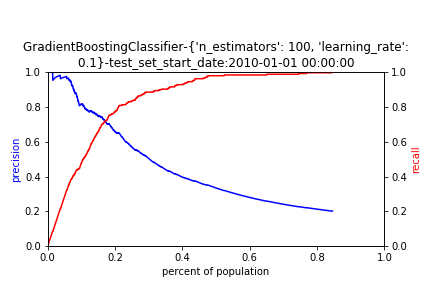 GradientBoostingClassifier-{'n_estimators': 100, 'learning_rate':
0.1}-test_set_start_date:2010-01-01 00:00:00
1.0
0.8
0.6
0.4
0.2
0.0
precision
1.0
0.8
0.6
0.4
0.2
0.0
recall
0.0 0.2 0.4 0.6 0.8 1.0
percent of population